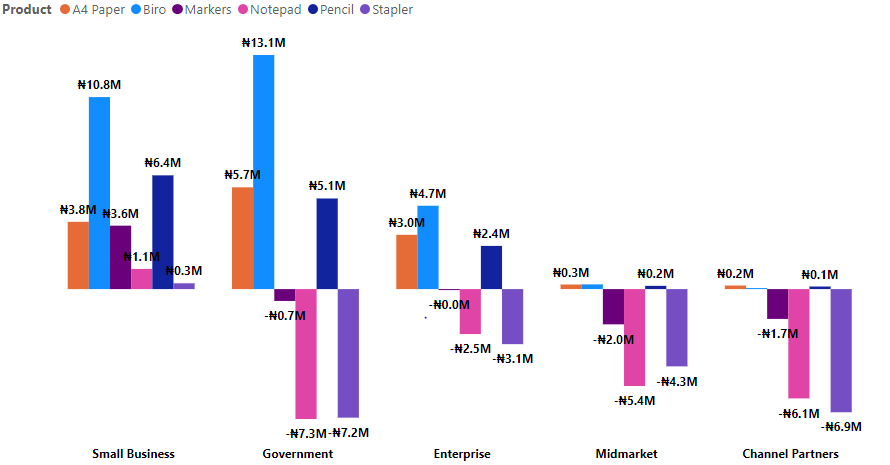 Product A4 Paper Biro Markers Notepad Pencil Stapler
₦3.8M
₦10.8M
₦3.6M
₦1.1M
₦6.4M
₦0.3M
₦5.7M
₦13.1M
-₦0.7M
-₦7.3M
₦5.1M
-₦7.2M
₦3.0M
₦4.7M
-₦0.0M
-₦2.5M
₦2.4M
-₦3.1M
₦0.3M
-₦2.0M
-₦5.4M
₦0.2M
-₦4.3M
₦0.2M
-₦1.7M
-₦6.1M
₦0.1M
-₦6.9M
Small Business Government Enterprise Midmarket Channel Partners